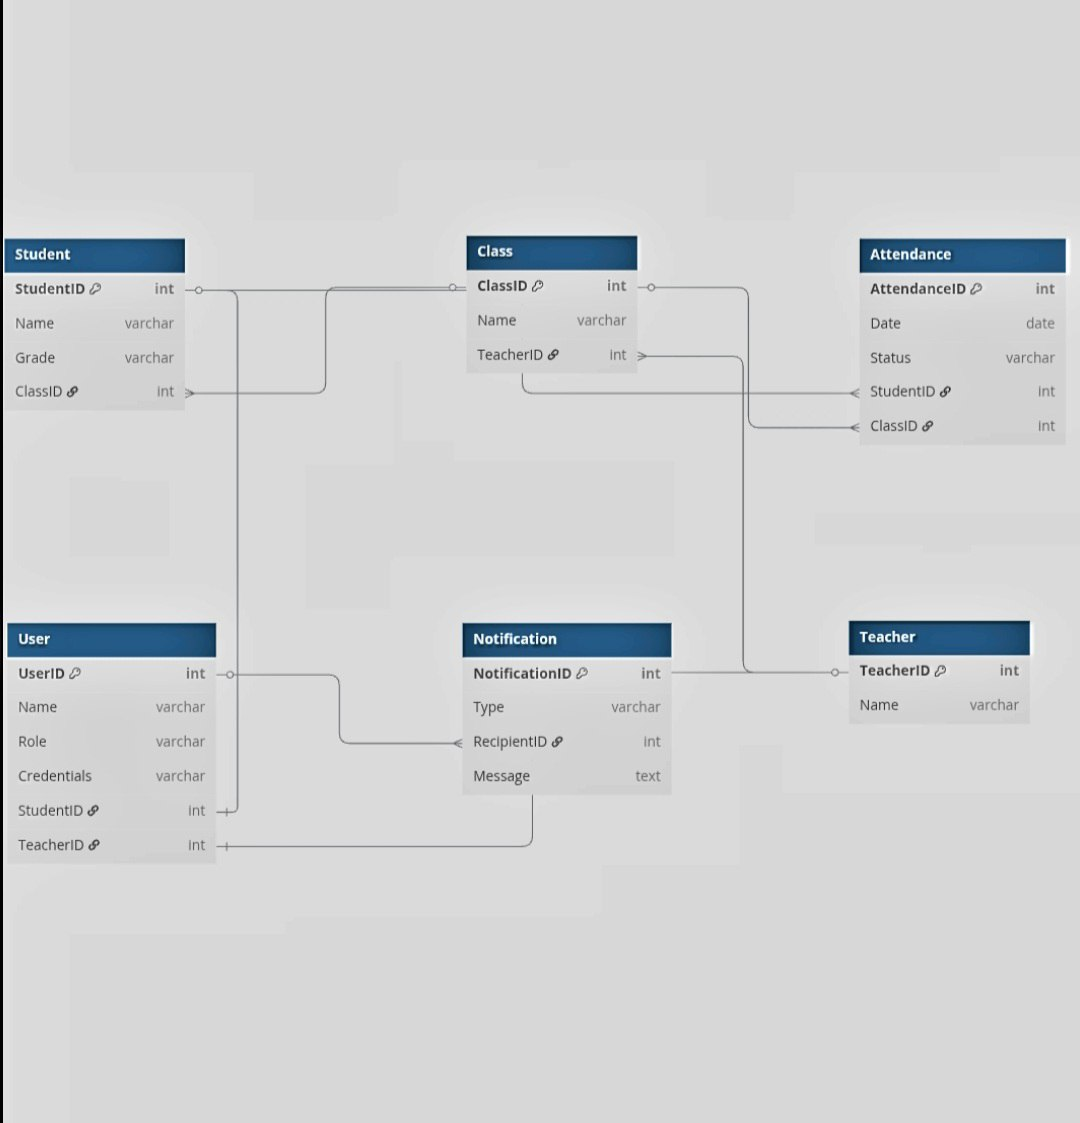 Student
StudentID int
Name varchar
Grade varchar
ClassID int
Class
ClassID int
Name varchar
TeacherID int
Attendance
AttendanceID int
Date date
Status varchar
StudentID int
ClassID int
User
UserID int
Name varchar
Role varchar
Credentials varchar
StudentID int
TeacherID int
Notification
NotificationID int
Type varchar
RecipientID int
Message text
Teacher
TeacherID int
Name varchar